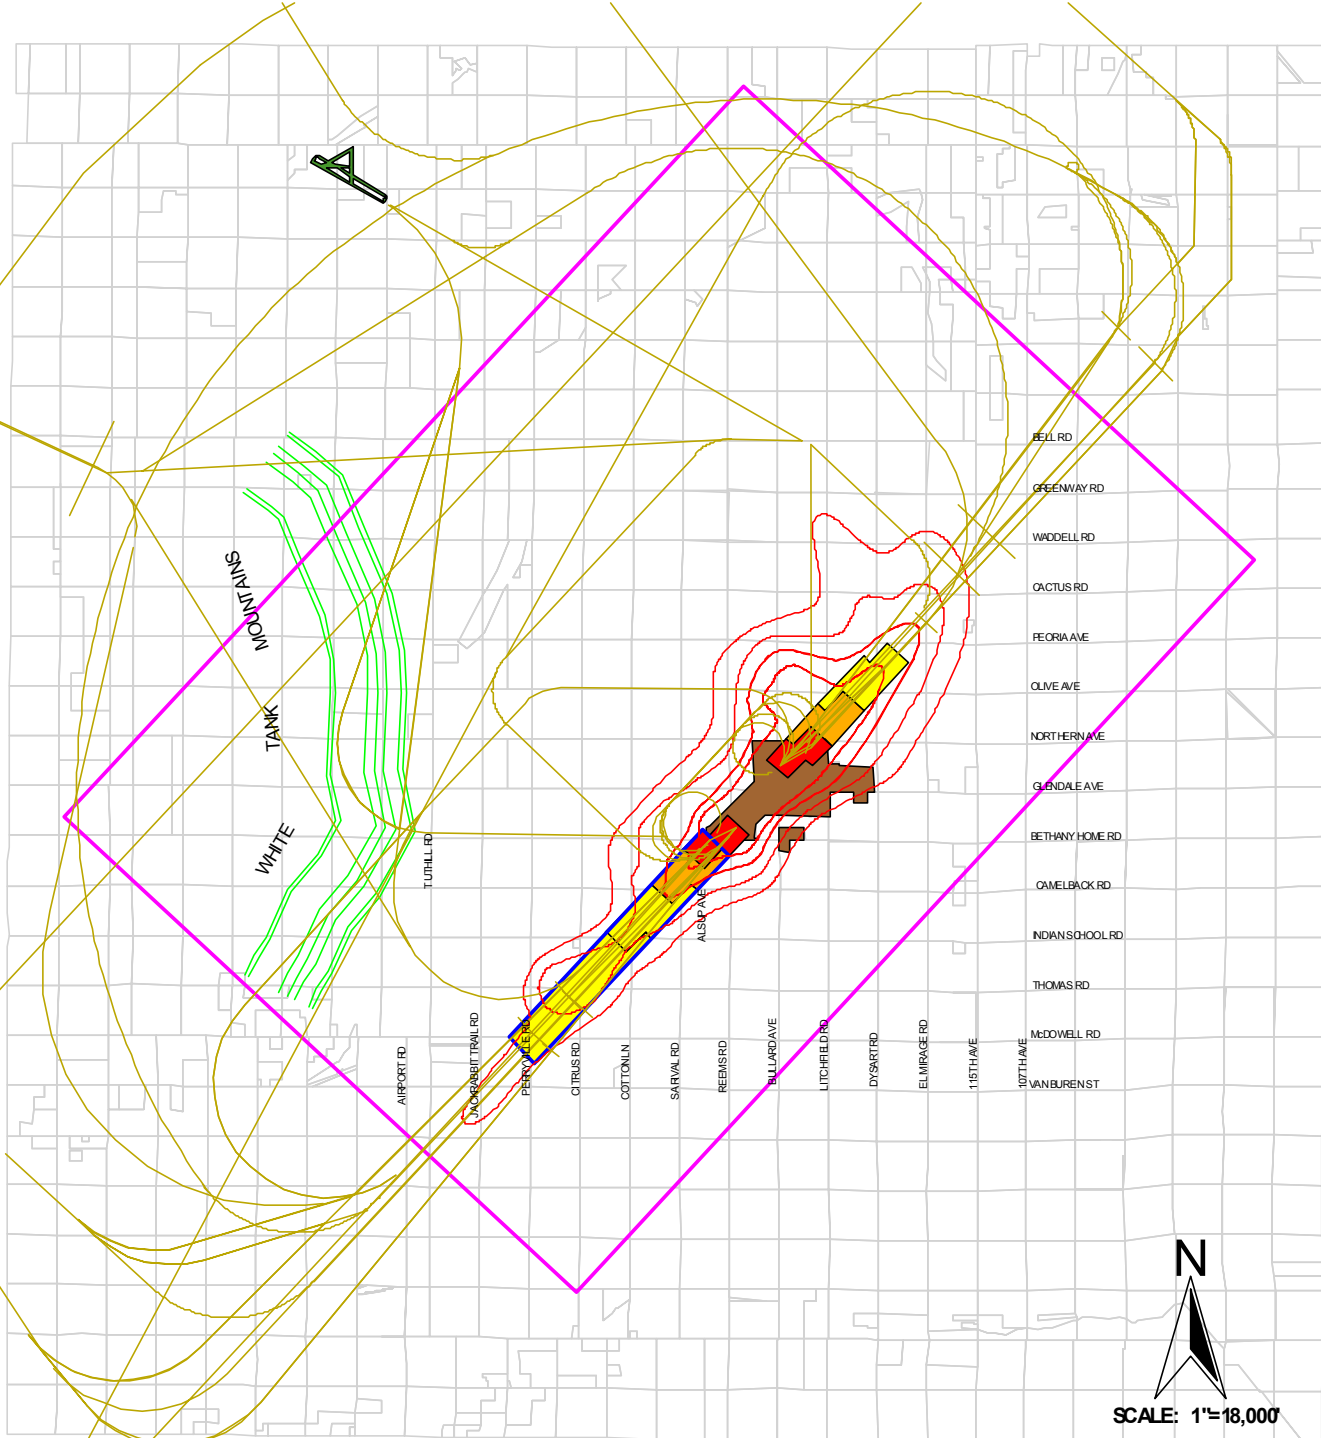 BELL RD
GREENWAY RD
WADDELL RD
CACTUS RD
PEORIA AVE
OLIVE AVE
NORTHERN AVE
GLENDALE AVE
BETHANY HOME RD
CAMELBACK RD
INDIAN SCHOOL RD
THOMAS RD
McDOWELL RD
VAN BUREN ST
MOUNTAINS
TANK
WHITE
TUTHILL RD
ALSUP AVE
AIRPORT RD
JACKRABBIT TRAIL RD
PERRYVILLE RD
CITRUS RD
COTTON LN
SARIVAL RD
REEMS RD
BULLARD AVE
LITCHFIELD RD
DYSART RD
EL MIRAGE RD
115TH AVE
107TH AVE
N
SCALE: 1"=18,000'